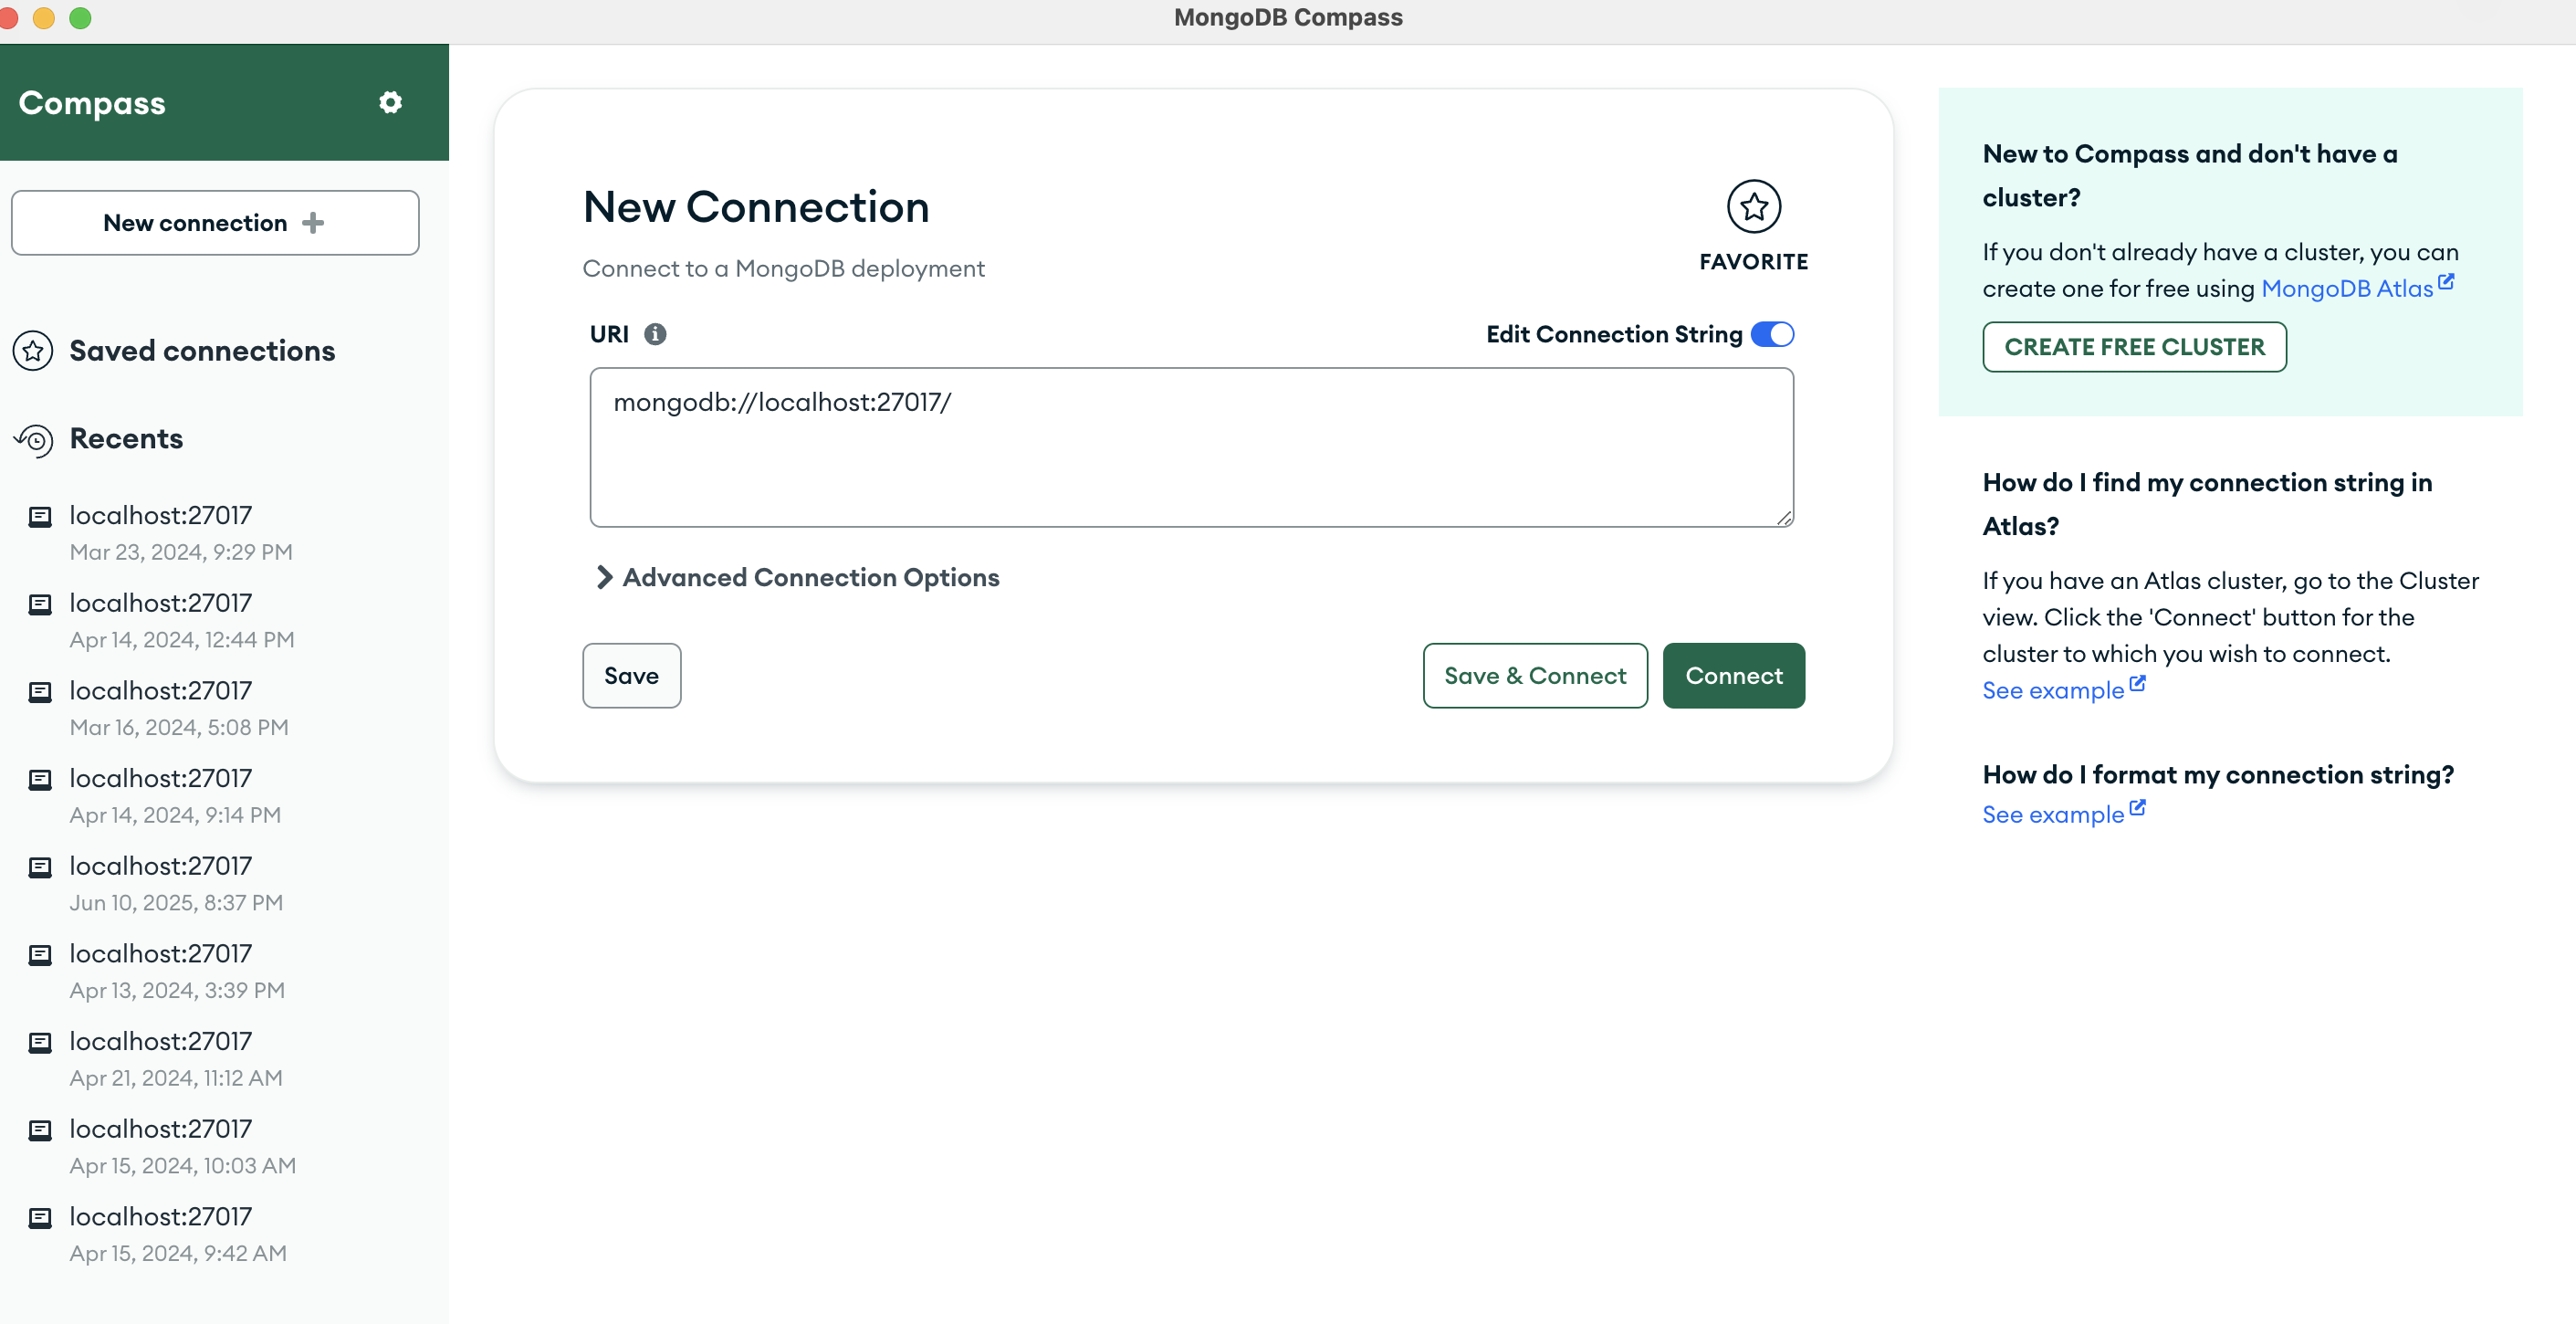 MongoDB Compass
Compass
New connection
Saved connections
Recents
localhost:27017
Mar 23, 2024, 9:29 PM
localhost:27017
Apr 14, 2024, 12:44 PM
localhost:27017
Mar 16, 2024, 5:08 PM
localhost:27017
Apr 14, 2024, 9:14 PM
localhost:27017
Jun 10, 2025, 8:37 PM
localhost:27017
Apr 13, 2024, 3:39 PM
localhost:27017
Apr 21, 2024, 11:12 AM
localhost:27017
Apr 15, 2024, 10:03 AM
localhost:27017
Apr 15, 2024, 9:42 AM
New Connection
FAVORITE
Connect to a MongoDB deployment
URI
Edit Connection String
mongodb://localhost:27017/
Advanced Connection Options
Save
Save & Connect
Connect
New to Compass and don't have a
cluster?
If you don't already have a cluster, you can
create one for free using MongoDB Atlas
CREATE FREE CLUSTER
How do I find my connection string in
Atlas?
If you have an Atlas cluster, go to the Cluster
view. Click the 'Connect' button for the
cluster to which you wish to connect.
See example
How do I format my connection string?
See example